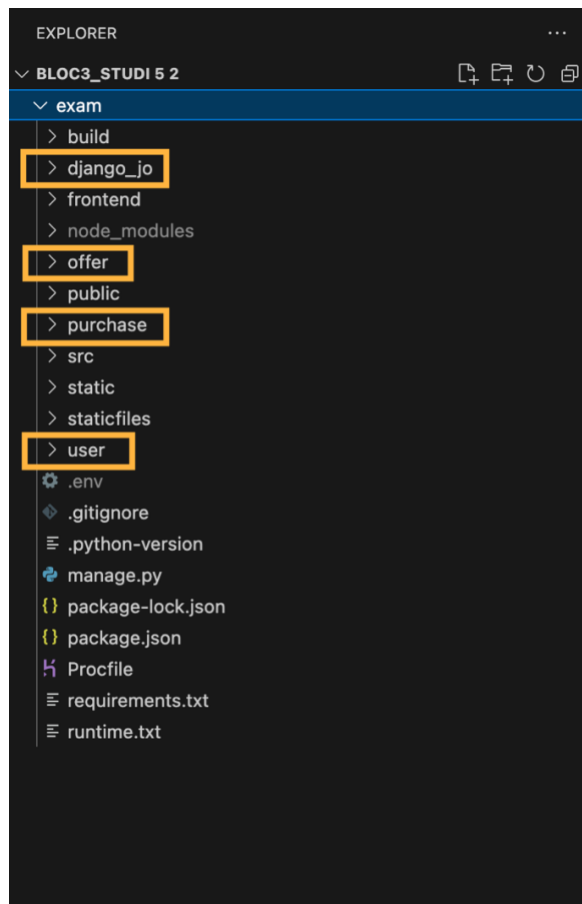 EXPLORER
BLOC3_STUDI 5 2
exam
build
django_jo
frontend
node_modules
offer
public
purchase
src
static
staticfiles
user
.env
.gitignore
.python-version
manage.py
package-lock.json
package.json
Procfile
requirements.txt
runtime.txt